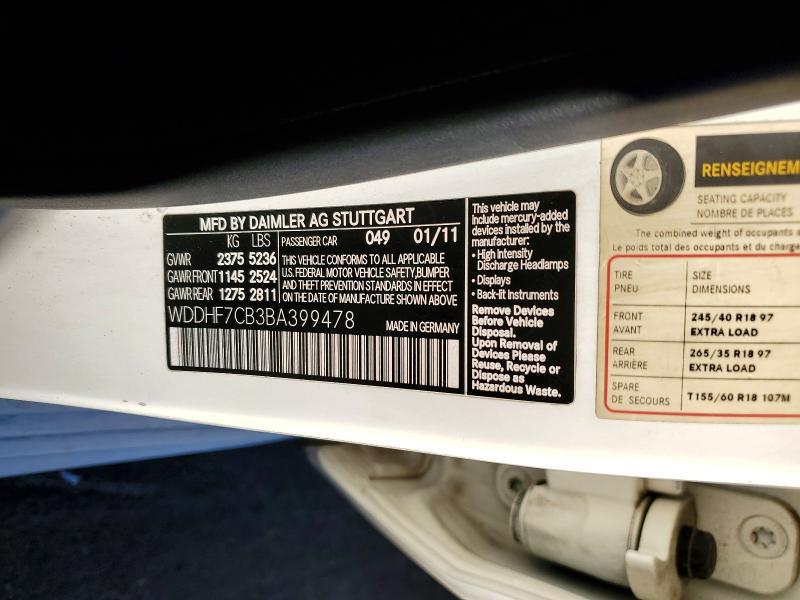 MFD BY DAIMLER AG STUTTGART
KG LBS
GVWR 2375 5236
GAWR FRONT 1145 2524
GAWR REAR 1275 2811
PASSENGER CAR 049 01/11
THIS VEHICLE CONFORMS TO ALL APPLICABLE
U.S. FEDERAL MOTOR VEHICLE SAFETY, BUMPER
AND THEFT PREVENTION STANDARDS IN EFFECT
ON THE DATE OF MANUFACTURE SHOWN ABOVE.
WDDHF7CB3BA399478
MADE IN GERMANY
This vehicle may
include mercury-added
devices installed by the
manufacturer:
• High Intensity
Discharge Headlamps
• Displays
• Back-lit Instruments
Remove Devices
Before Vehicle
Disposal.
Upon Removal of
Devices Please
Reuse, Recycle or
Dispose as
Hazardous Waste.
RENSEIGNEM
SEATING CAPACITY
NOMBRE DE PLACES
The combined weight of occupants a
Le poids total des occupants et du charge
TIRE SIZE
PNEU DIMENSIONS
FRONT 245/40 R18 97
AVANT EXTRA LOAD
REAR 265/35 R18 97
ARRIÈRE EXTRA LOAD
SPARE T155/60 R18 107M
DE SECOURS